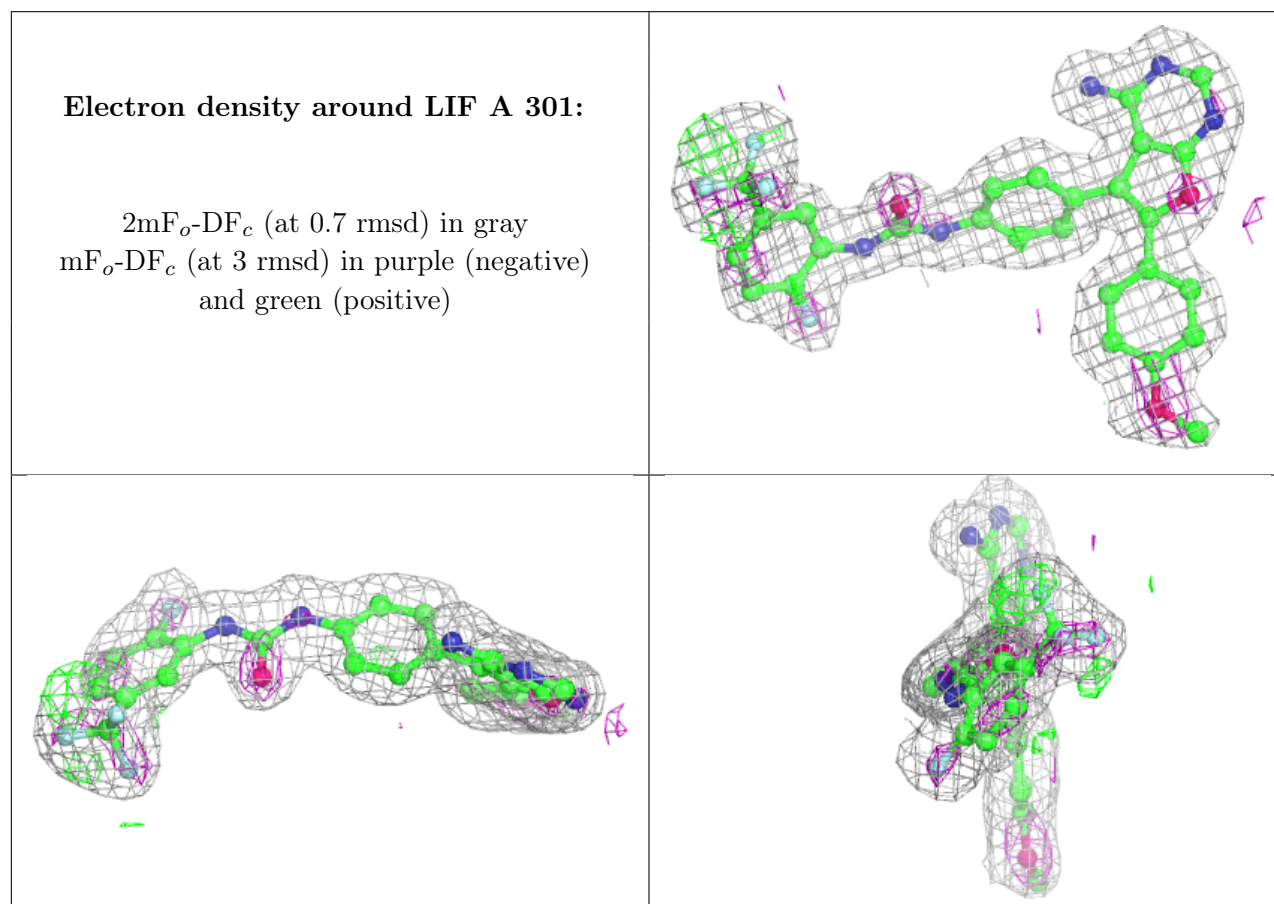 Electron density around LIF A 301:
2mFo-DFc (at 0.7 rmsd) in gray
mFo-DFc (at 3 rmsd) in purple (negative)
and green (positive)